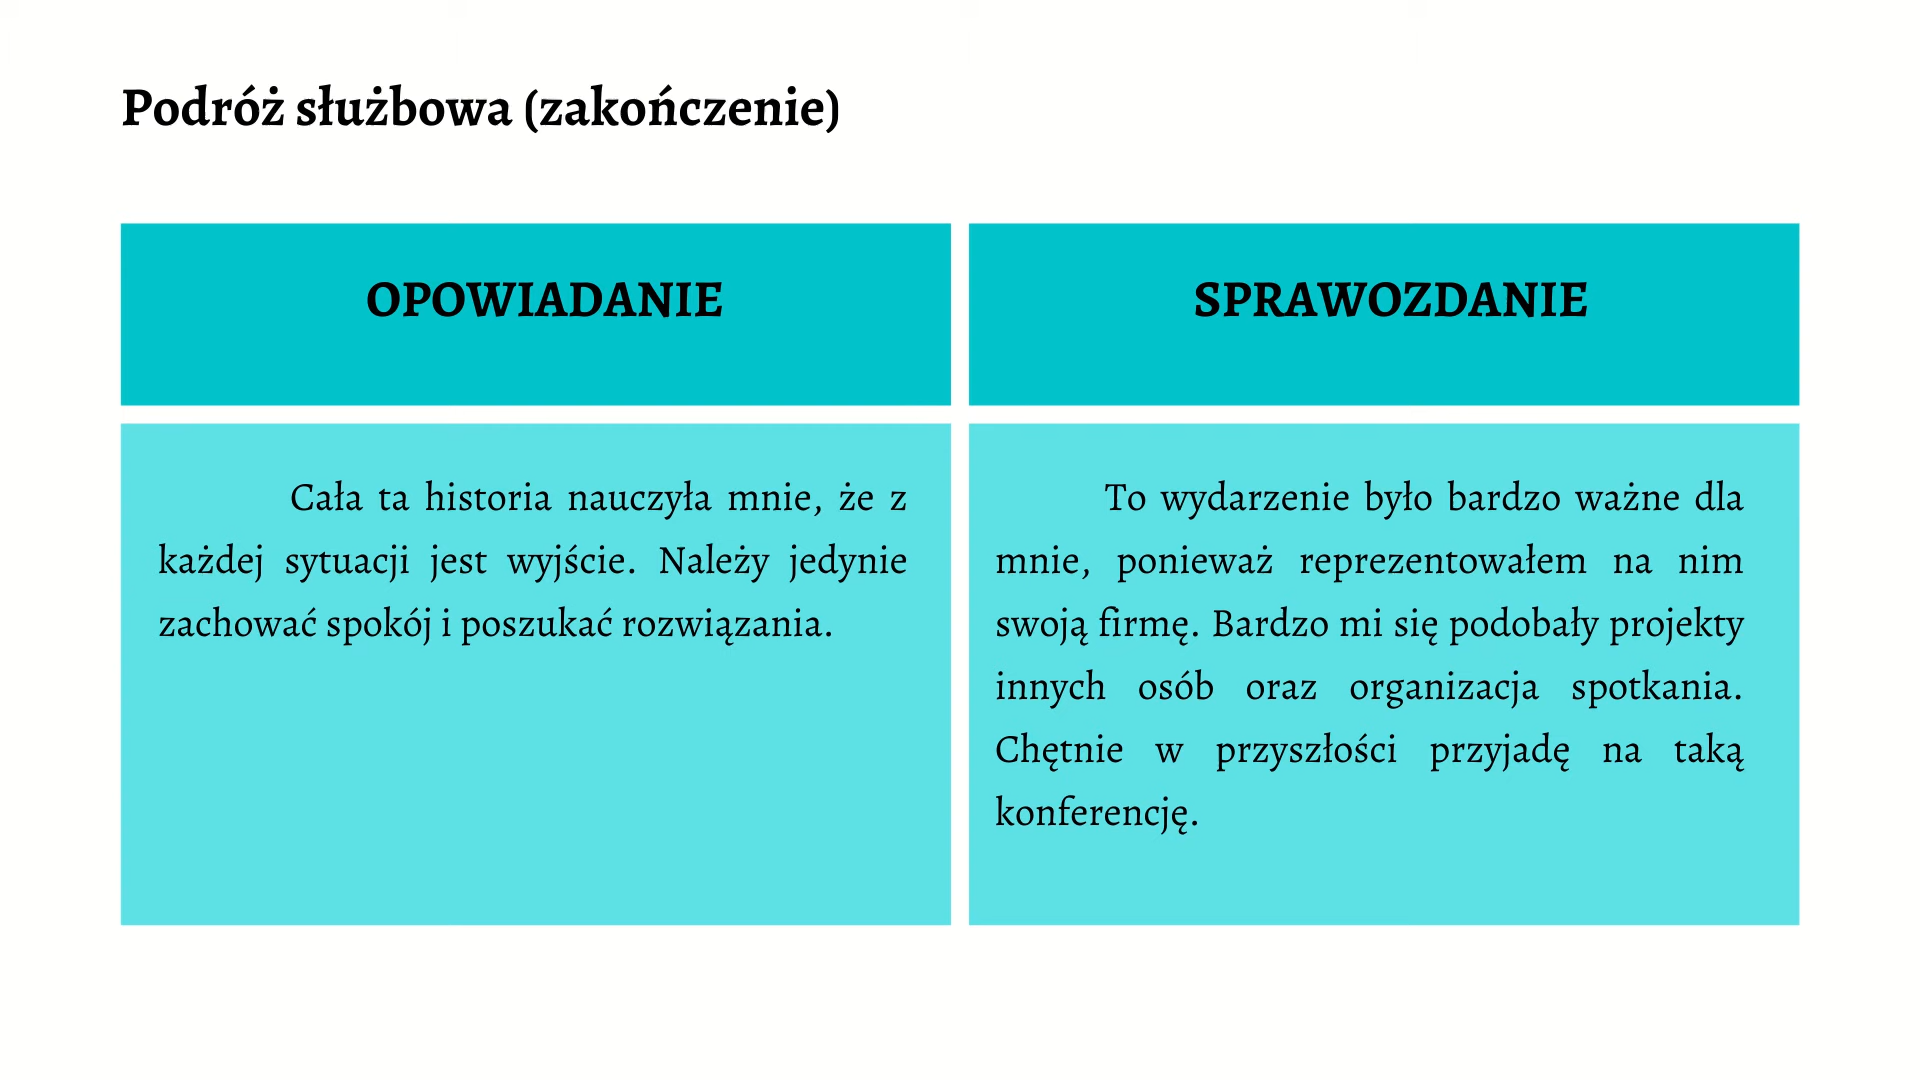 Podróż służbowa (zakończenie)
OPOWIADANIE
Cała ta historia nauczyła mnie, że z
każdej sytuacji jest wyjście. Należy jedynie
zachować spokój i poszukać rozwiązania.
SPRAWOZDANIE
To wydarzenie było bardzo ważne dla
mnie, ponieważ reprezentowałem na nim
swoją firmę. Bardzo mi się podobały projekty
innych osób oraz organizacja spotkania.
Chętnie w przyszłości przyjadę na taką
konferencję.